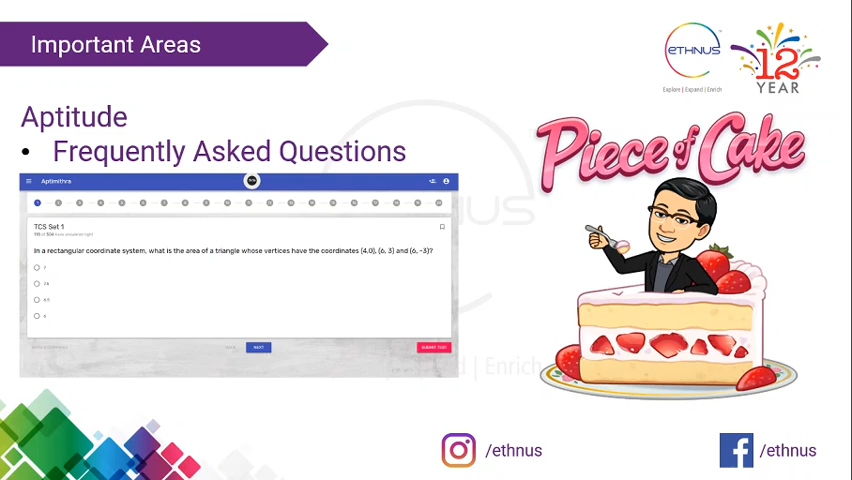 Important Areas
eTHNUS
Explore | Expand | Enrich
12
YEAR
Aptitude
• Frequently Asked Questions
Piece of Cake
Aptimithra
TCS Set 1
In a rectangular coordinate system, what is the area of a triangle whose vertices have the coordinates (4,0), (6, 3) and (6, -3)?
7
6
NEXT
SUBMIT TEST
/ethnus
/ethnus